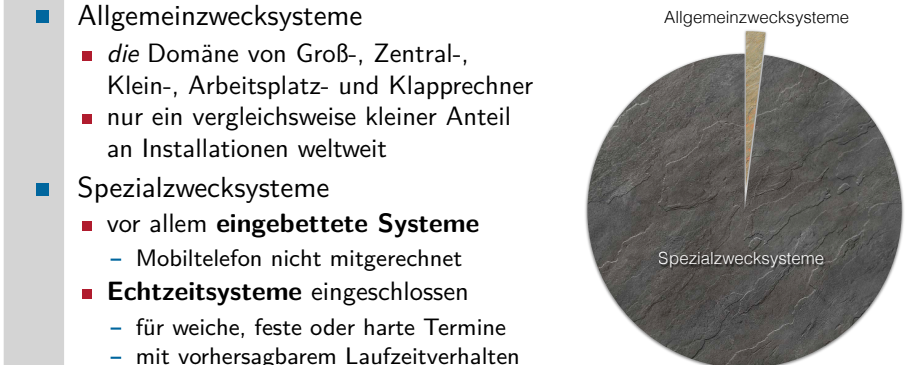 Allgemeinzwecksysteme
die Domäne von Groß-, Zentral-,
Klein-, Arbeitsplatz- und Klapprechner
nur ein vergleichsweise kleiner Anteil
an Installationen weltweit
Spezialzwecksysteme
vor allem eingebettete Systeme
– Mobiltelefon nicht mitgerechnet
Echtzeitsysteme eingeschlossen
– für weiche, feste oder harte Termine
– mit vorhersagbarem Laufzeitverhalten
Allgemeinzwecksysteme
Spezialzwecksysteme